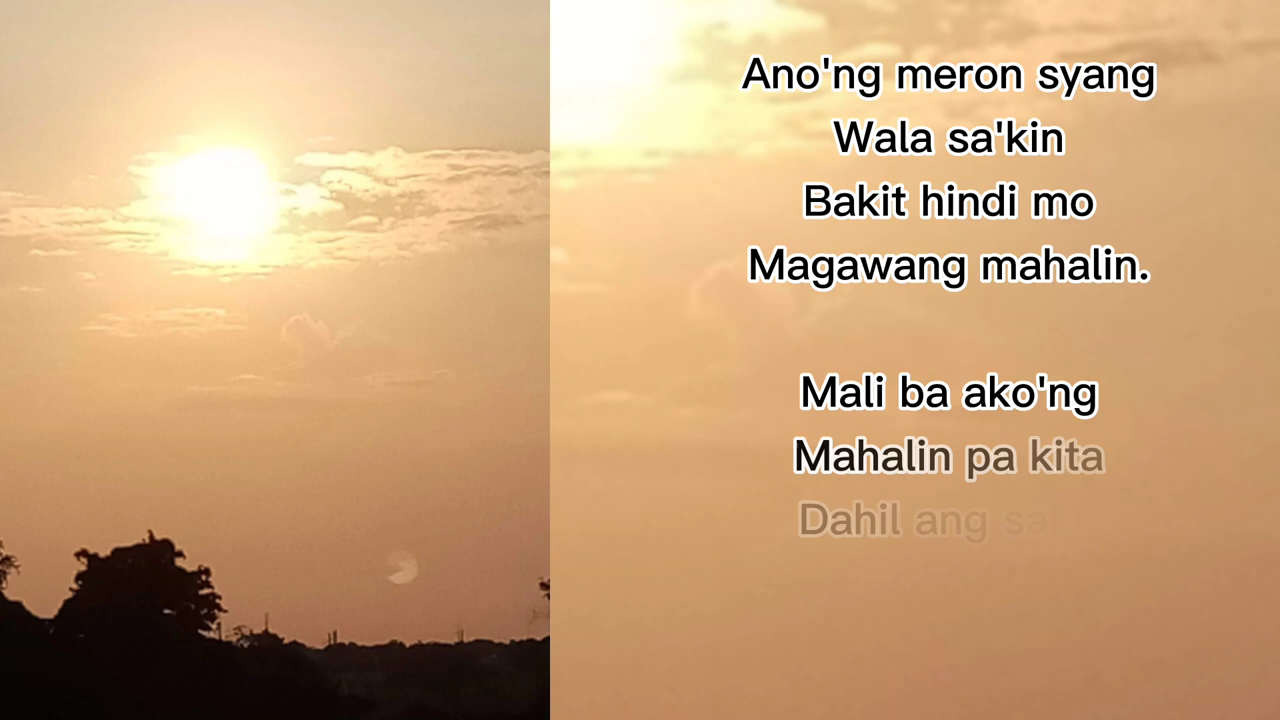 Ano'ng meron syang
Wala sa'kin
Bakit hindi mo
Magawang mahalin.
Mali ba ako'ng
Mahalin pa kita
Dahil ang